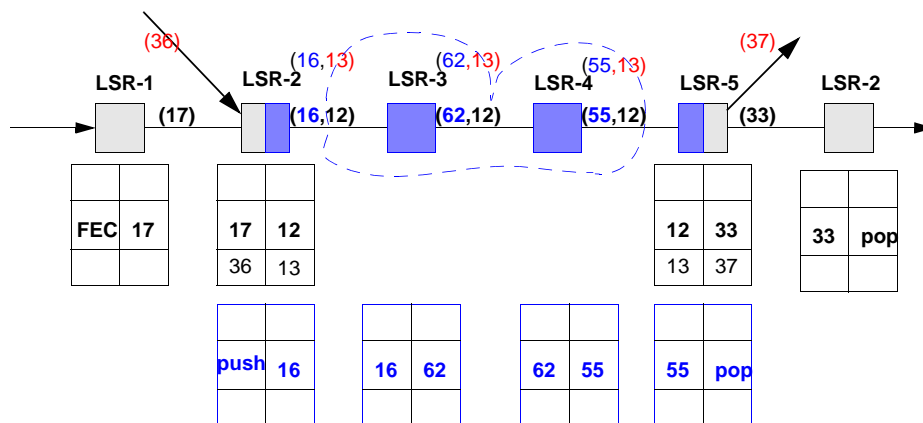 (36)
(16,13)
(62,13)
(55,13)
(37)
LSR-1
LSR-2
LSR-3
LSR-4
LSR-5
LSR-2
(17)
(16,12)
(62,12)
(55,12)
(33)
FEC 17
17 12
36 13
12 33
13 37
33 pop
push 16
16 62
62 55
55 pop